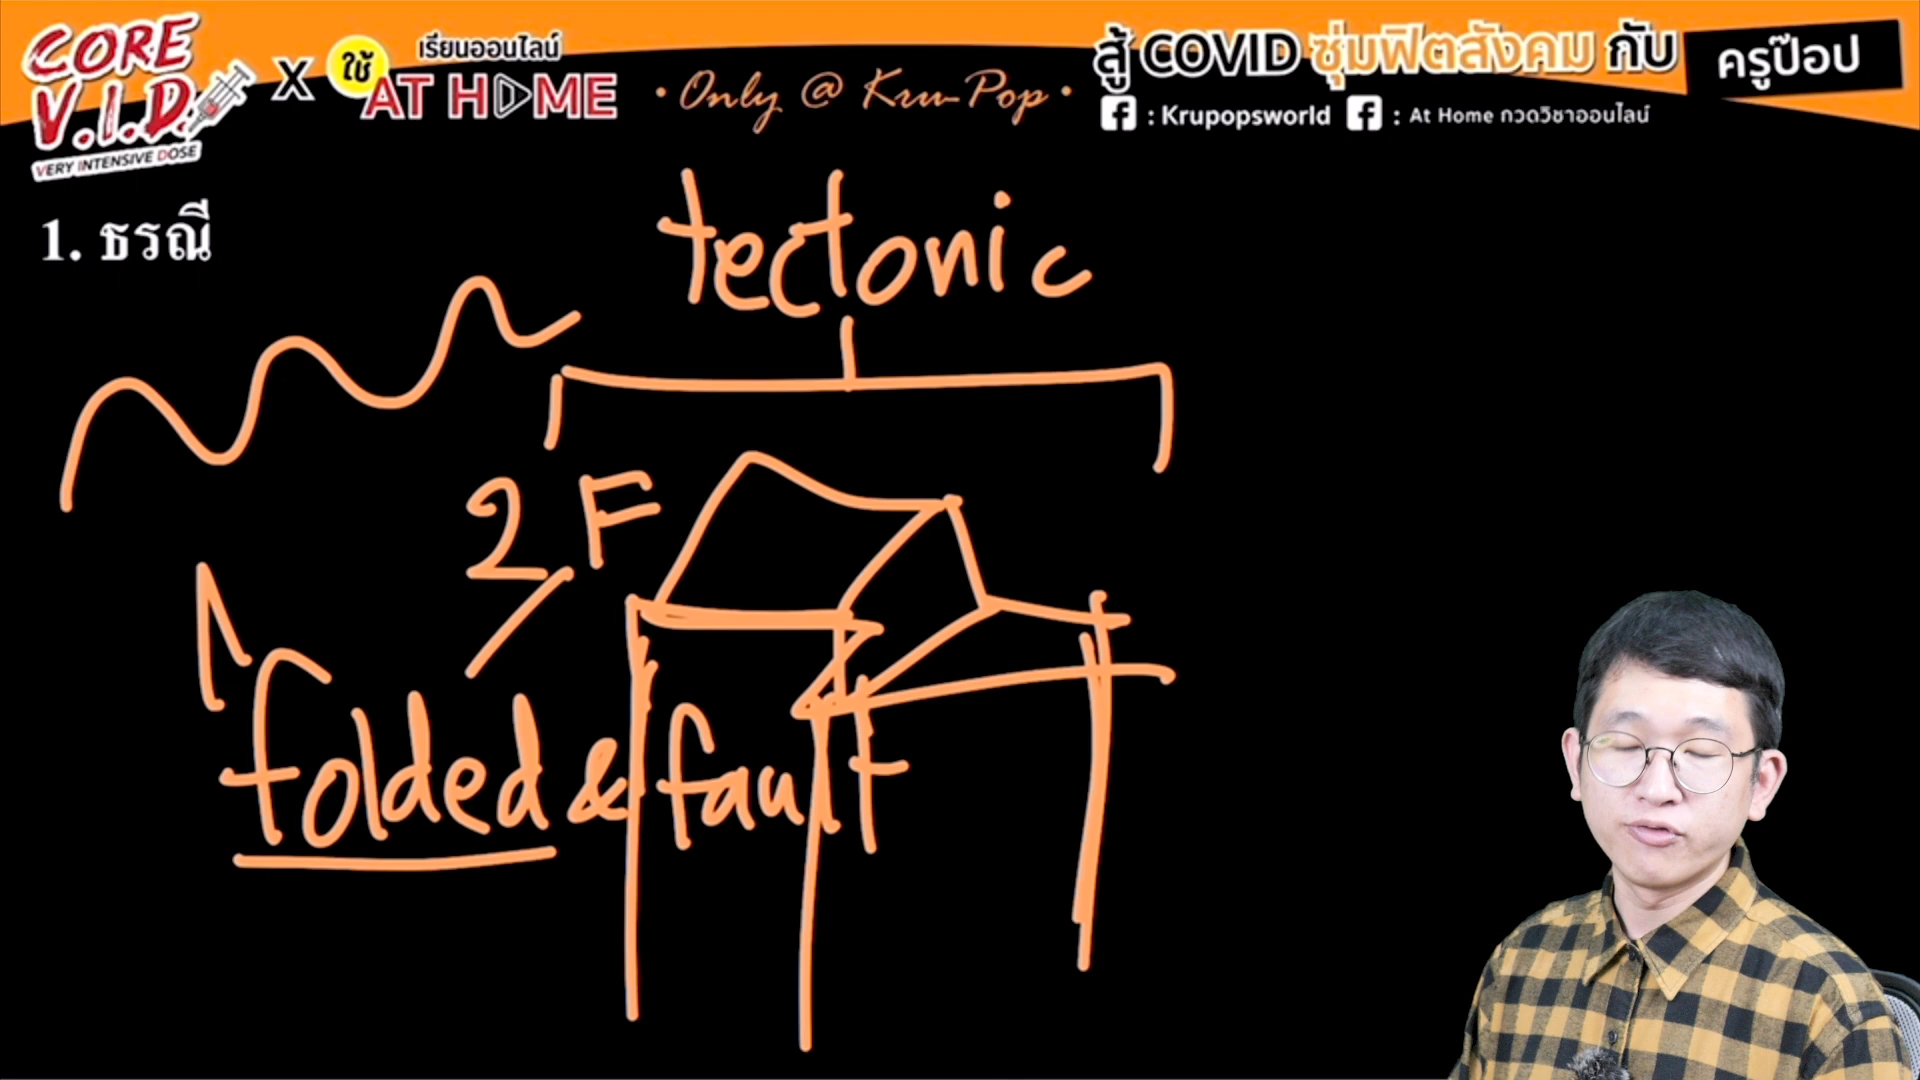 CORE
V.I.D.
VERY INTENSIVE DOSE
X
ใช้
เรียนออนไลน์
AT HOME
• Only @ Kru-Pop •
สู้ COVID ซุ่มฟิตสังคม กับ ครูป๊อป
: Krupopsworld : At Home กวดวิชาออนไลน์
1. ธรณี
tectonic
2F
folded & fault